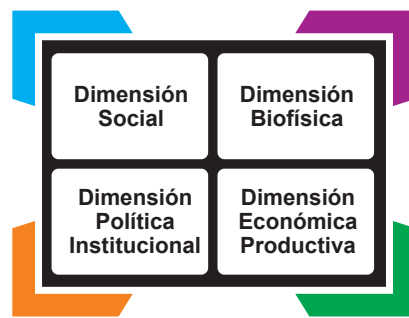 Dimensión
Social
Dimensión
Biofísica
Dimensión
Política
Institucional
Dimensión
Económica
Productiva